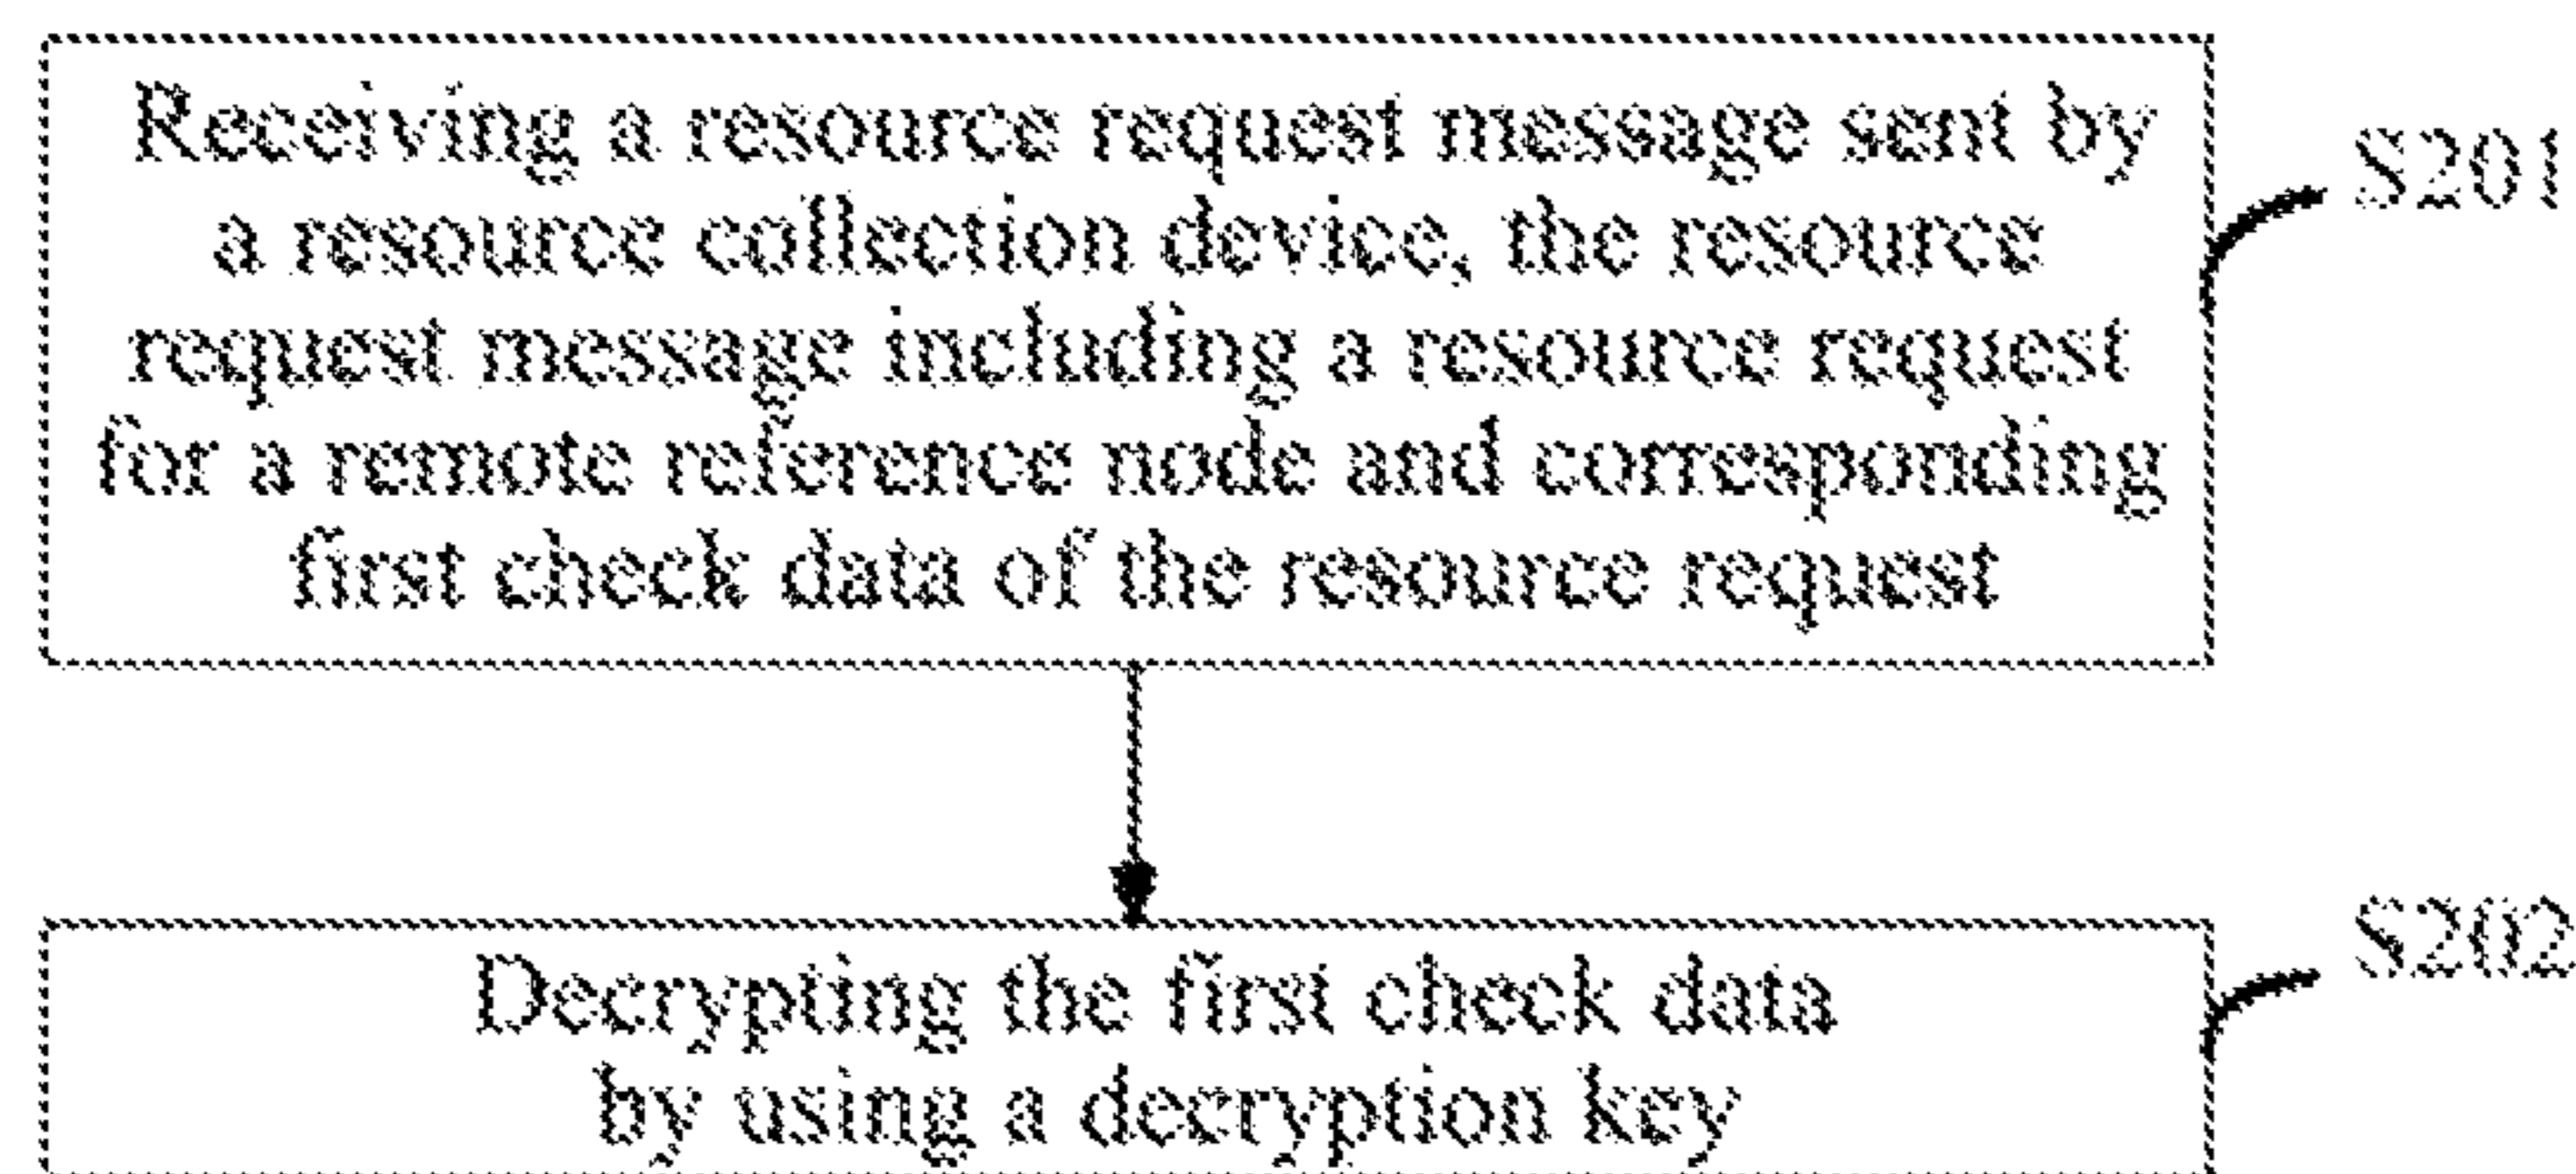 Receiving a resource request message sent by
a resource collection device, the resource
request message including a resource request
for a remote reference node and corresponding
first check data of the resource request
S201
Decrypting the first check data
by using a decryption key
S202